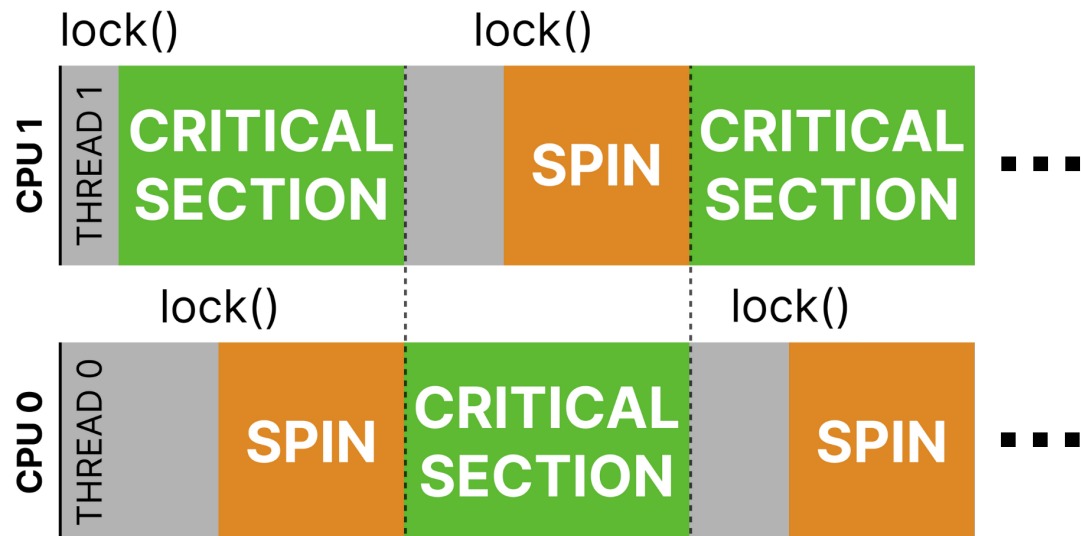 lock()
lock()
CPU 1
THREAD 1
CRITICAL
SECTION
SPIN
CRITICAL
SECTION
lock()
lock()
CPU 0
THREAD 0
SPIN
CRITICAL
SECTION
SPIN